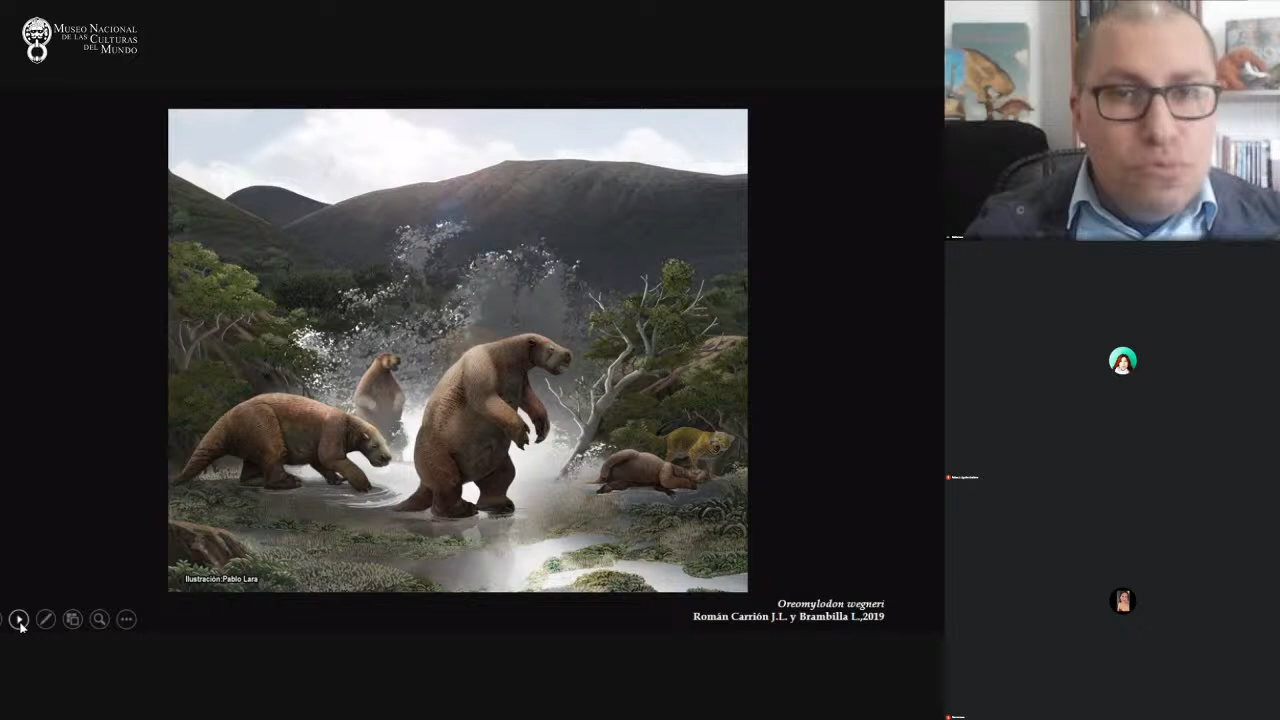 MUSEO NACIONAL
DE LAS CULTURAS
DEL MUNDO
Ilustración:Pablo Lara
Oreomylodon wegneri
Román Carrión J.L. y Brambilla L.,2019